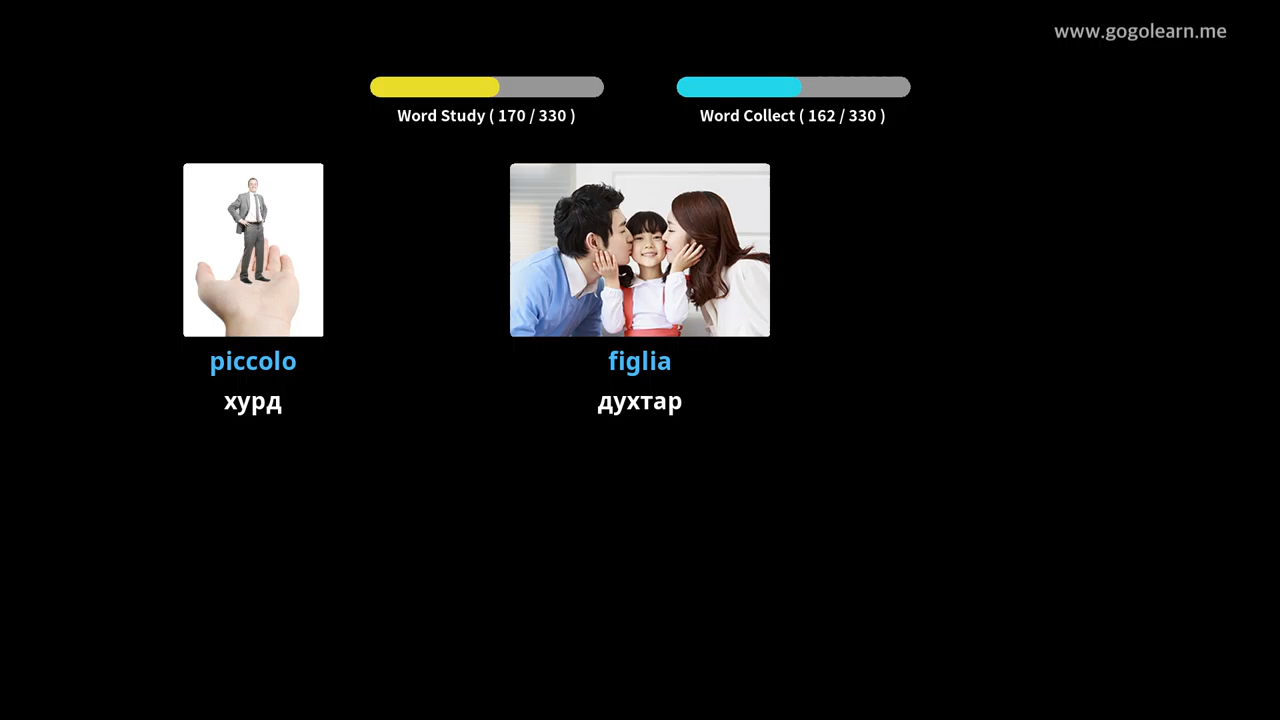 www.gogolearn.me
Word Study ( 170 / 330 )
Word Collect ( 162 / 330 )
piccolo
хурд
figlia
духтар